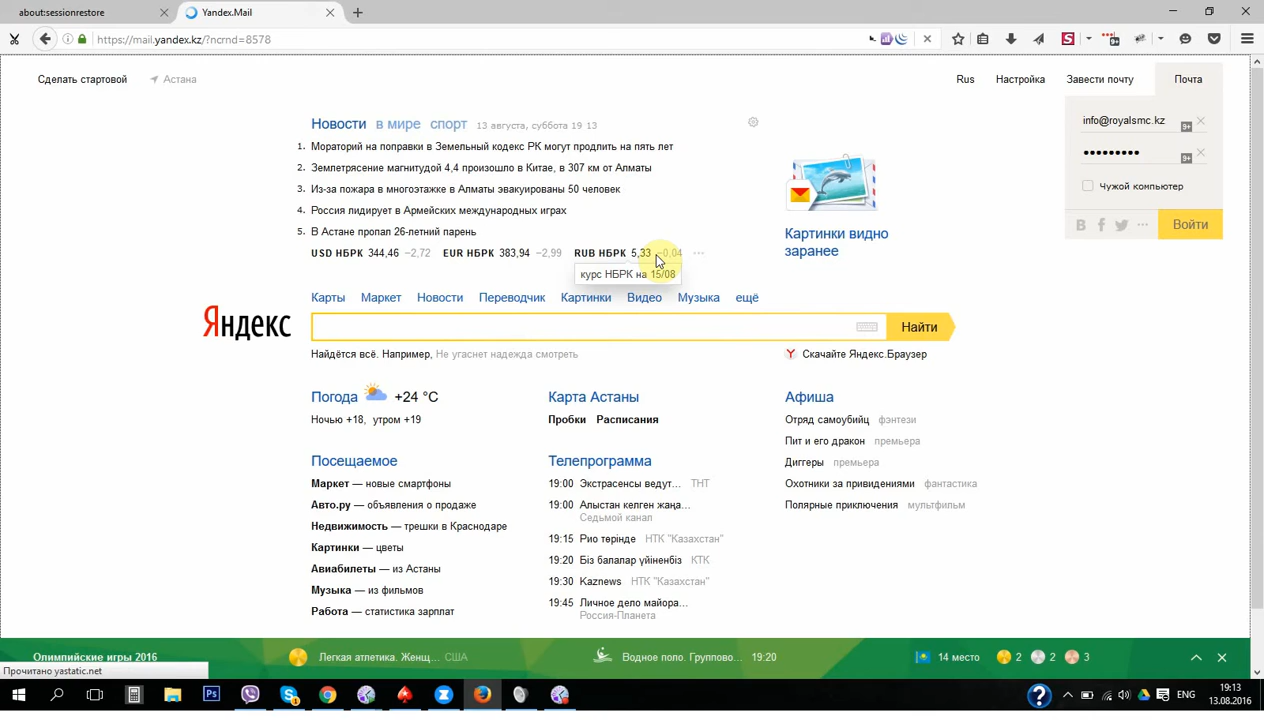 about:sessionrestore
Yandex.Mail
https://mail.yandex.kz/?ncrnd=8578
Сделать стартовой
Астана
Rus
Настройка
Завести почту
Почта
Новости
в мире
спорт
13 августа, суббота 19 13
1. Мораторий на поправки в Земельный кодекс РК могут продлить на пять лет
2. Землетрясение магнитудой 4,4 произошло в Китае, в 307 км от Алматы
3. Из-за пожара в многоэтажке в Алматы эвакуированы 50 человек
4. Россия лидирует в Армейских международных играх
5. В Астане пропал 26-летний парень
USD НБРК 344,46 −2,72 EUR НБРК 383,94 −2,99 RUB НБРК 5,33 −0,04
курс НБРК на 15/08
info@royalsmc.kz
9+
•••••••••
9+
Чужой компьютер
Войти
Картинки видно
заранее
Карты
Маркет
Новости
Переводчик
Картинки
Видео
Музыка
ещё
Яндекс
Найти
Найдётся всё. Например, Не угаснет надежда смотреть
Скачайте Яндекс.Браузер
Погода +24 °C
Ночью +18, утром +19
Карта Астаны
Пробки Расписания
Афиша
Отряд самоубийц фэнтези
Пит и его дракон премьера
Диггеры премьера
Охотники за привидениями фантастика
Полярные приключения мультфильм
Посещаемое
Маркет — новые смартфоны
Авто.ру — объявления о продаже
Недвижимость — трешки в Краснодаре
Картинки — цветы
Авиабилеты — из Астаны
Музыка — из фильмов
Работа — статистика зарплат
Телепрограмма
19:00 Экстрасенсы ведут... ТНТ
19:00 Алыстан келген жаңа...
Седьмой канал
19:15 Рио төрінде НТК "Казахстан"
19:20 Біз балалар үйіненбіз КТК
19:30 Kaznews НТК "Казахстан"
19:45 Личное дело майора...
Россия-Планета
Олимпийские игры 2016
Легкая атлетика. Женщ... США
Водное поло. Группово... 19:20
14 место 2 2 3
Прочитано yastatic.net
ENG
19:13
13.08.2016